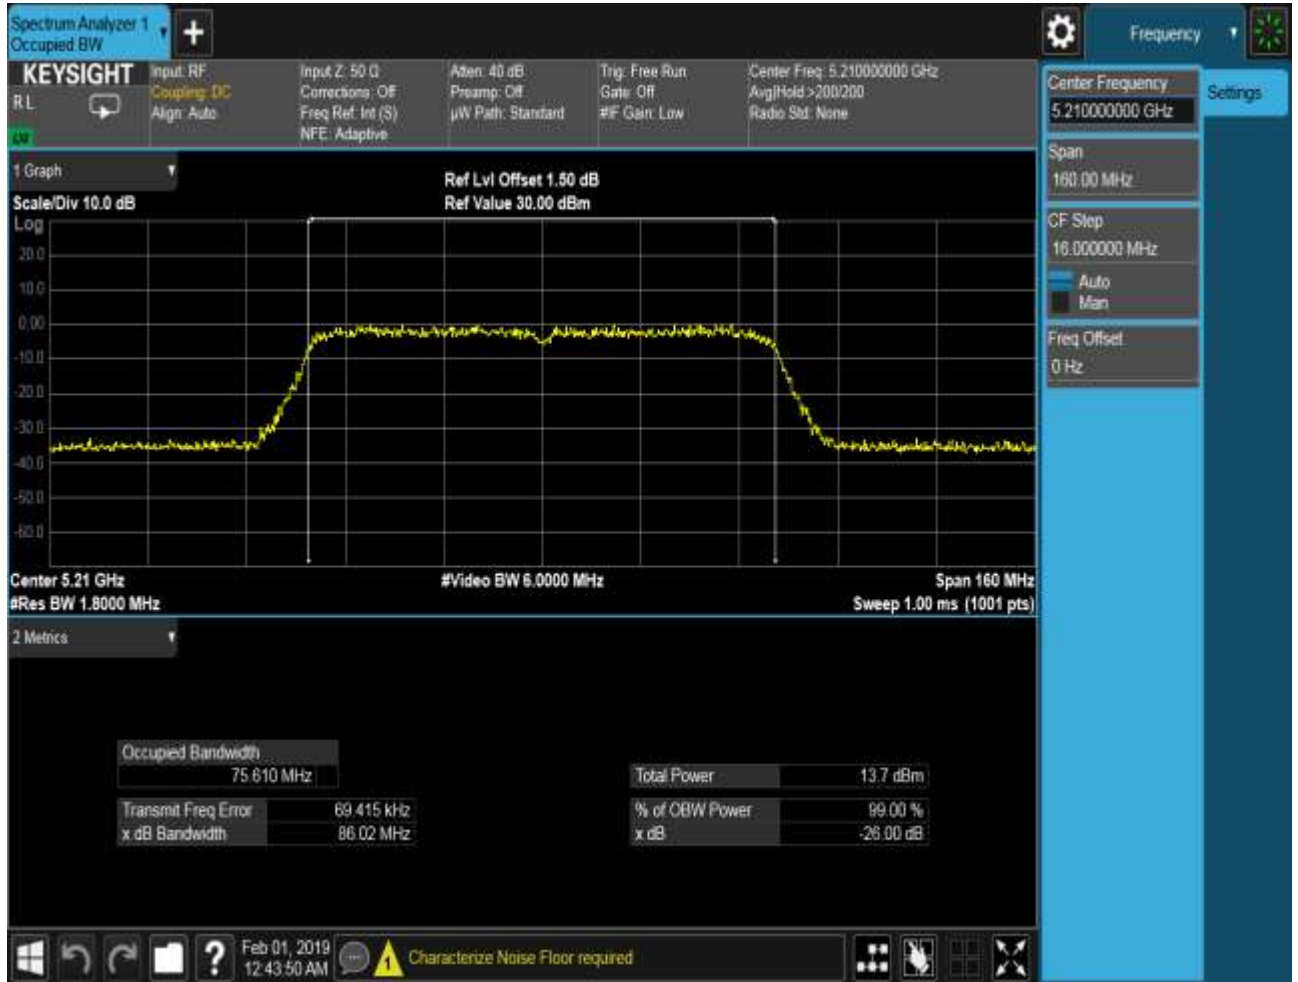 Spectrum Analyzer 1
Occupied BW
Frequency
KEYSIGHT
R L
Input: RF
Coupling: DC
Align: Auto
Input Z: 50 Ω
Corrections: Off
Freq Ref: Int (S)
NFE: Adaptive
Atten: 40 dB
Preamp: Off
µW Path: Standard
Trig: Free Run
Gate: Off
#IF Gain: Low
Center Freq: 5.210000000 GHz
Avg|Hold:>200/200
Radio Std: None
Center Frequency
5.210000000 GHz
Settings
Span
160.00 MHz
CF Step
16.000000 MHz
Auto
Man
Freq Offset
0 Hz
1 Graph
Scale/Div 10.0 dB
Ref Lvl Offset 1.50 dB
Ref Value 30.00 dBm
Log
20.0
10.0
0.00
-10.0
-20.0
-30.0
-40.0
-50.0
-60.0
Center 5.21 GHz
#Video BW 6.0000 MHz
Span 160 MHz
#Res BW 1.8000 MHz
Sweep 1.00 ms (1001 pts)
2 Metrics
Occupied Bandwidth
75.610 MHz
Total Power 13.7 dBm
Transmit Freq Error 69.415 kHz
% of OBW Power 99.00 %
x dB Bandwidth 86.02 MHz
x dB -26.00 dB
? Feb 01, 2019
12:43:50 AM
1
Characterize Noise Floor required